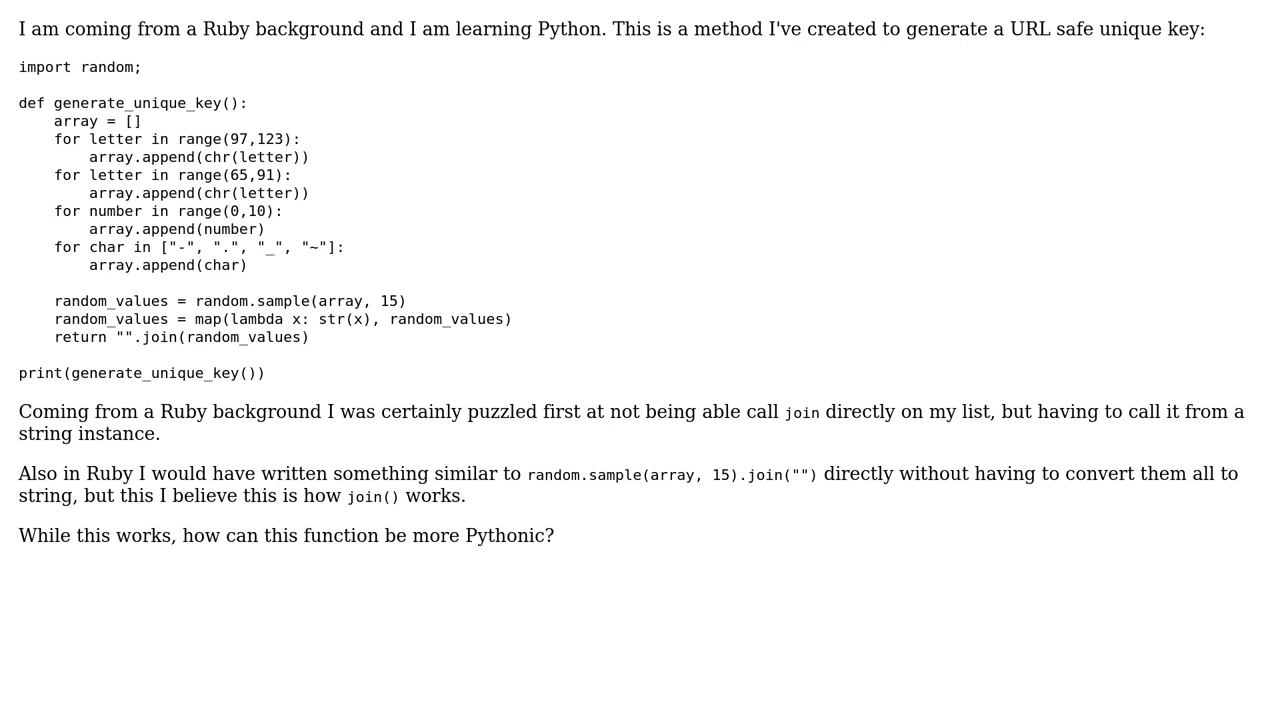 I am coming from a Ruby background and I am learning Python. This is a method I've created to generate a URL safe unique key:
import random;
def generate_unique_key():
    array = []
    for letter in range(97,123):
        array.append(chr(letter))
    for letter in range(65,91):
        array.append(chr(letter))
    for number in range(0,10):
        array.append(number)
    for char in ["-", ".", "_", "~"]:
        array.append(char)
    random_values = random.sample(array, 15)
    random_values = map(lambda x: str(x), random_values)
    return "".join(random_values)
print(generate_unique_key())
Coming from a Ruby background I was certainly puzzled first at not being able call join directly on my list, but having to call it from a
string instance.
Also in Ruby I would have written something similar to random.sample(array, 15).join("") directly without having to convert them all to
string, but this I believe this is how join() works.
While this works, how can this function be more Pythonic?